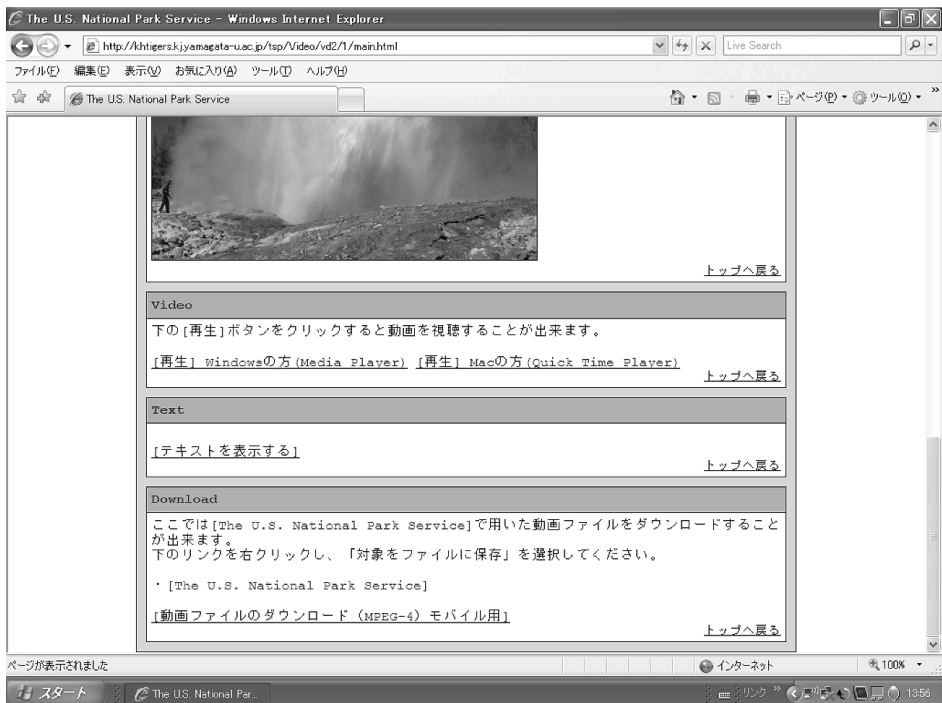 The U.S. National Park Service - Windows Internet Explorer
http://khtigers.kj.yamagata-u.ac.jp/tsp/Video/vd2/1/main.html
Live Search
ファイル(F) 編集(E) 表示(V) お気に入り(A) ツール(T) ヘルプ(H)
The U.S. National Park Service
ページ(P) ツール(O)
トップへ戻る
Video
下の[再生]ボタンをクリックすると動画を視聴することが出来ます。
[再生] Windowsの方(Media Player) [再生] Macの方(Quick Time Player)
トップへ戻る
Text
[テキストを表示する]
トップへ戻る
Download
ここでは[The U.S. National Park Service]で用いた動画ファイルをダウンロードすること
が出来ます。
下のリンクを右クリックし、「対象をファイルに保存」を選択してください。
・[The U.S. National Park Service]
[動画ファイルのダウンロード（MPEG-4）モバイル用]
トップへ戻る
ページが表示されました インターネット 100%
スタート The U.S. National Par... リンク 13:56